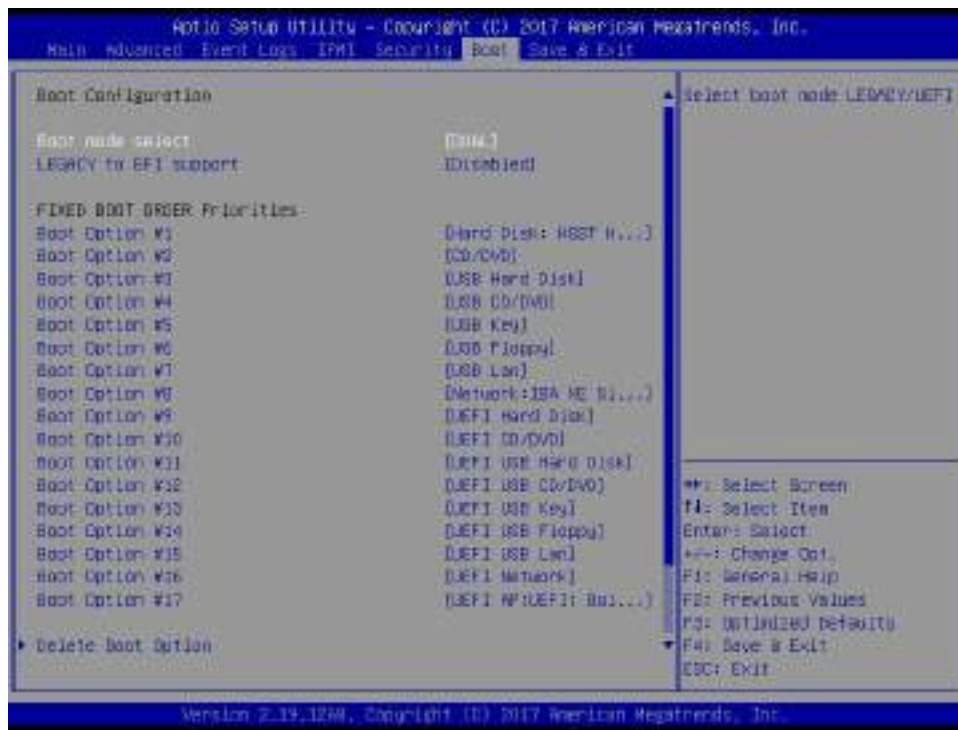 Aptio Setup Utility – Copyright (C) 2017 American Megatrends, Inc.
Main Advanced Event Logs IPMI Security Boot Save & Exit
Boot Configuration
Select boot mode LEGACY/UEFI
Boot mode select [DUAL]
LEGACY to EFI support [Disabled]
FIXED BOOT ORDER Priorities
Boot Option #1 [Hard Disk: HGST H...]
Boot Option #2 [CD/DVD]
Boot Option #3 [USB Hard Disk]
Boot Option #4 [USB CD/DVD]
Boot Option #5 [USB Key]
Boot Option #6 [USB Floppy]
Boot Option #7 [USB Lan]
Boot Option #8 [Network:IBA XE Sl...]
Boot Option #9 [UEFI Hard Disk]
Boot Option #10 [UEFI CD/DVD]
Boot Option #11 [UEFI USB Hard Disk]
Boot Option #12 [UEFI USB CD/DVD]
Boot Option #13 [UEFI USB Key]
Boot Option #14 [UEFI USB Floppy]
Boot Option #15 [UEFI USB Lan]
Boot Option #16 [UEFI Network]
Boot Option #17 [UEFI AP:UEFI: Bui...]
Delete Boot Option
→←: Select Screen
↑↓: Select Item
Enter: Select
+/-: Change Opt.
F1: General Help
F2: Previous Values
F3: Optimized Defaults
F4: Save & Exit
ESC: Exit
Version 2.19.1268. Copyright (C) 2017 American Megatrends, Inc.